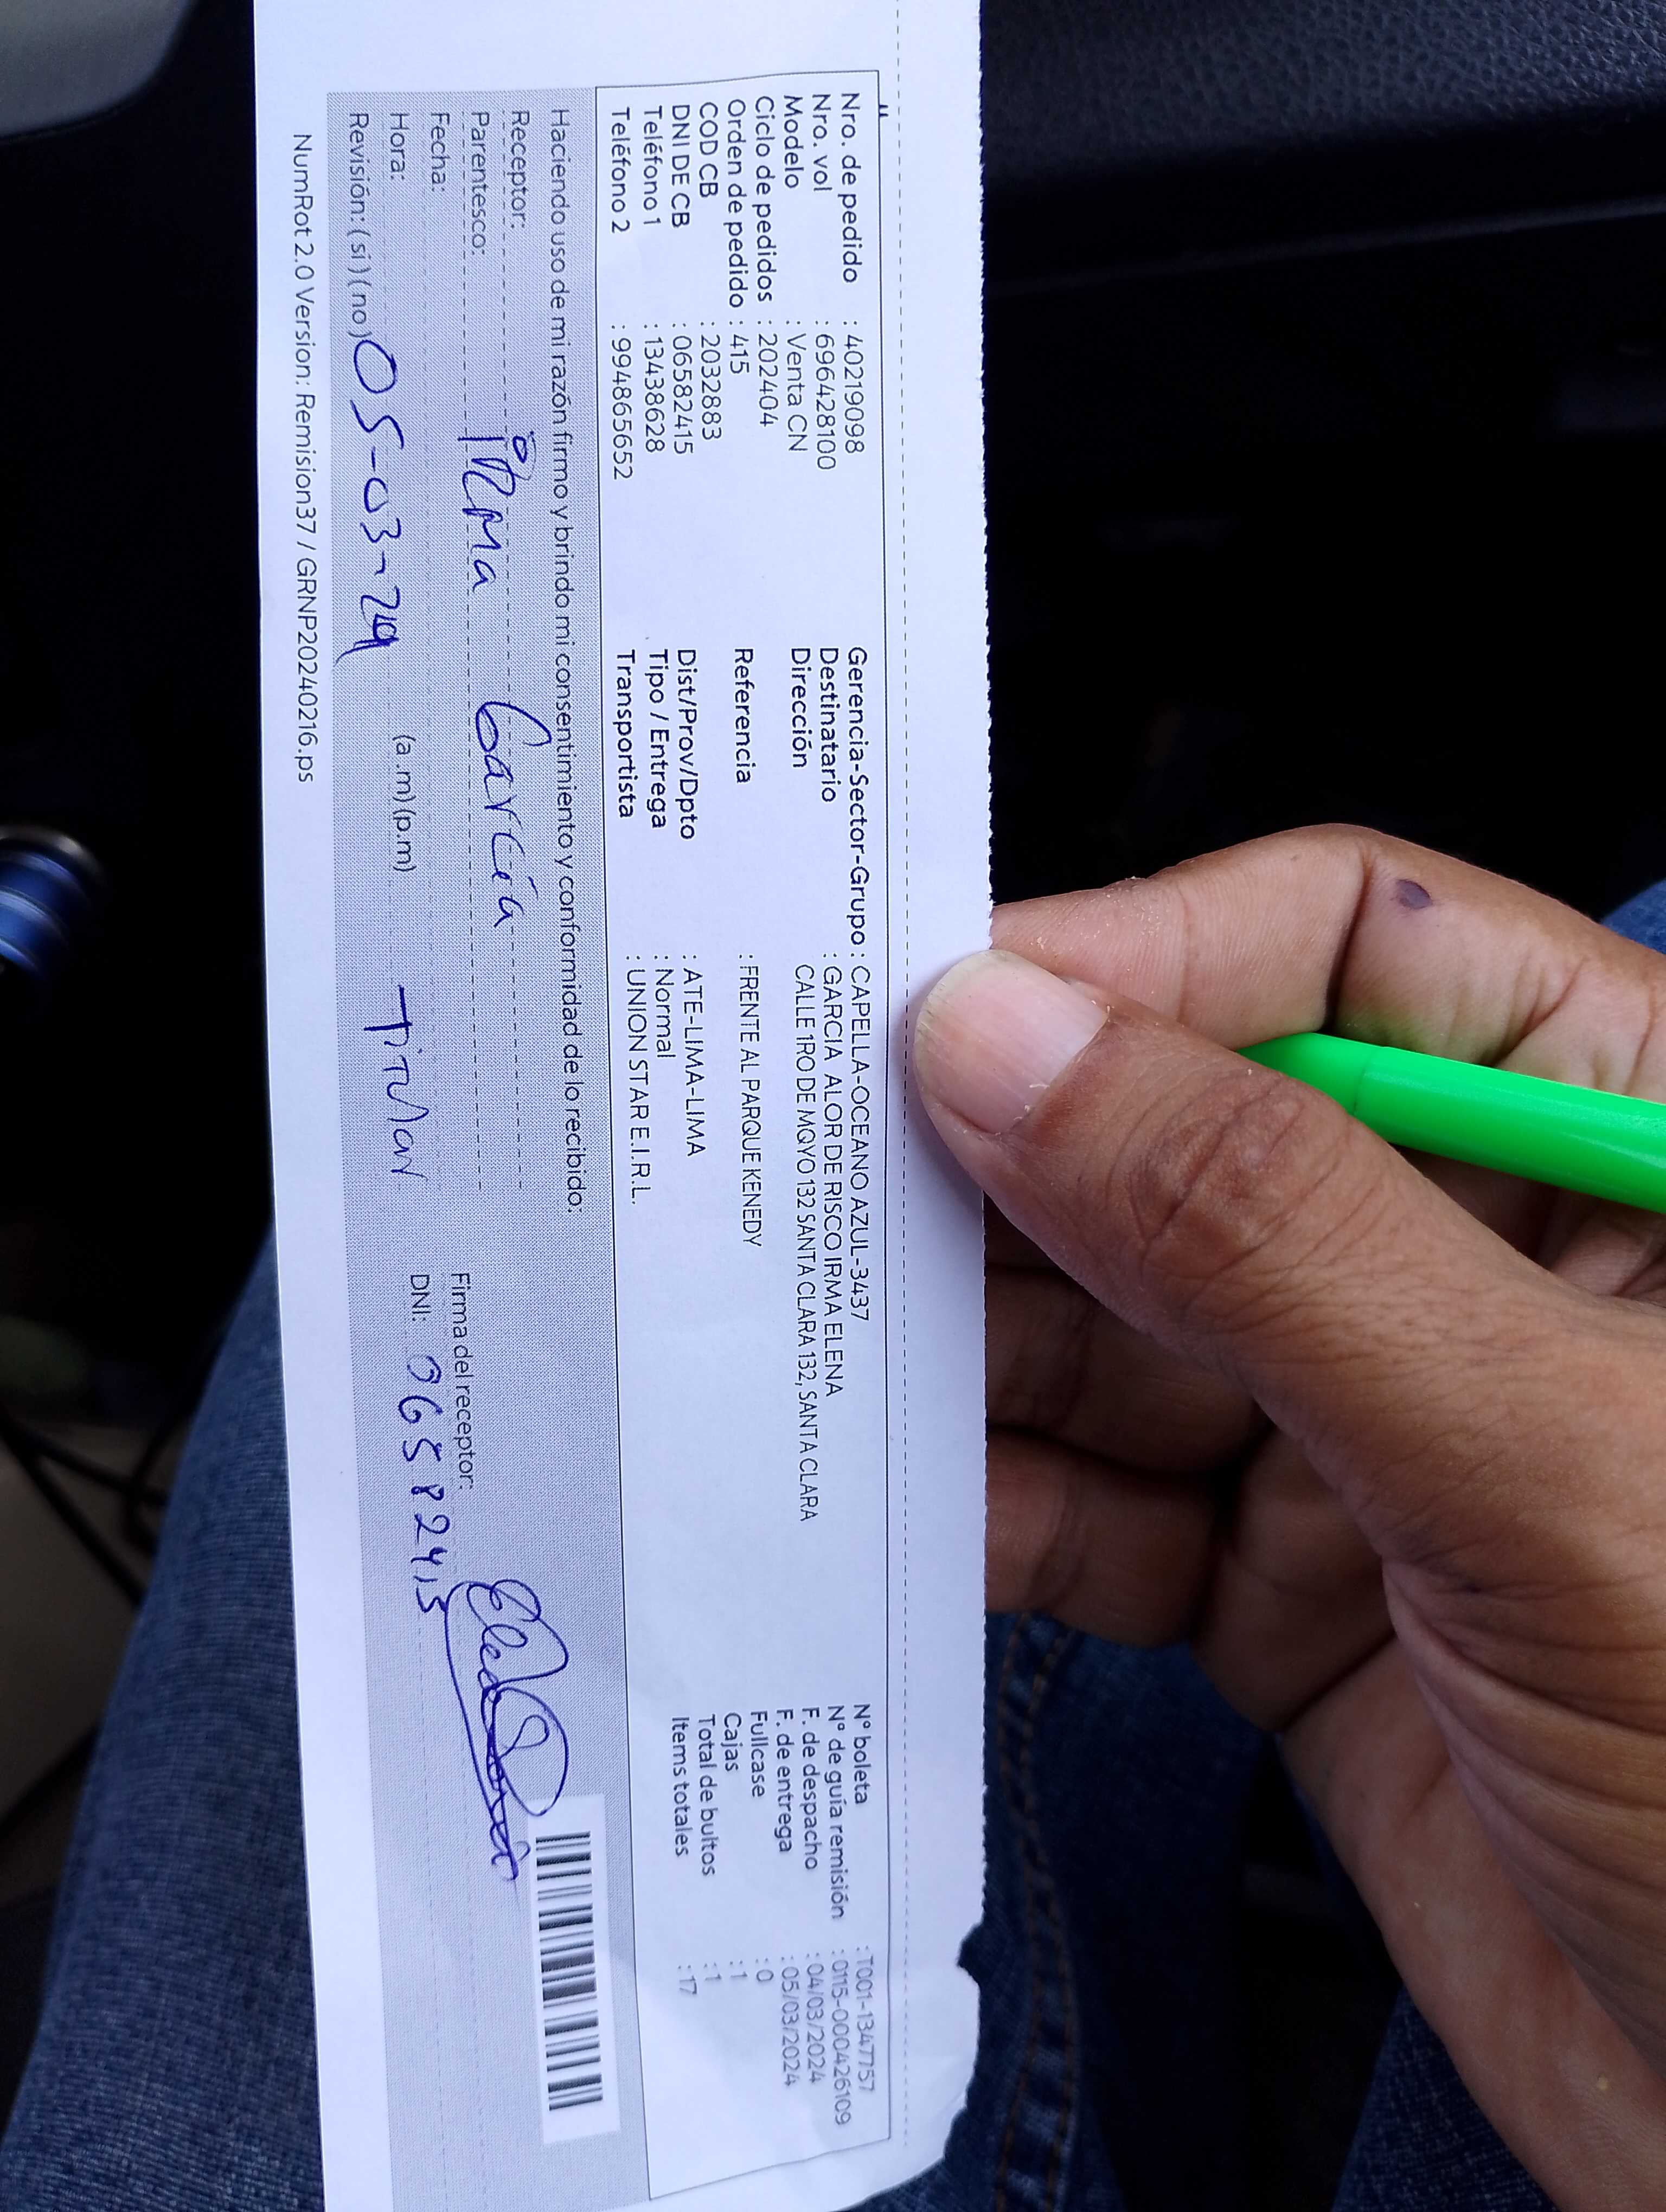 Nro. de pedido : 40219098
Nro. vol : 696428100
Modelo : Venta CN
Ciclo de pedidos : 202404
Orden de pedido : 415
COD CB : 2032883
DNI DE CB : 06582415
Teléfono 1 : 13438628
Teléfono 2 : 994865652
Gerencia-Sector-Grupo : CAPELLA-OCEANO AZUL-3437
Destinatario : GARCIA ALOR DE RISCO IRMA ELENA
Dirección CALLE 1RO DE MQYO 132 SANTA CLARA 132, SANTA CLARA
Referencia : FRENTE AL PARQUE KENEDY
Dist/Prov/Dpto : ATE-LIMA-LIMA
Tipo / Entrega : Normal
Transportista : UNION STAR E.I.R.L.
N° boleta : T001-1347757
N° de guía remisión : 0115-000426109
F. de despacho : 04/03/2024
F. de entrega : 05/03/2024
Fullcase : 0
Cajas : 1
Total de bultos : 1
Items totales : 17
Haciendo uso de mi razón firmo y brindo mi consentimiento y conformidad de lo recibido:
Receptor: Irma García
Parentesco:
Fecha:
Hora: (a.m) (p.m) Titular
Revisión: (si) (no) 05-03-24
Firma del receptor:
DNI: 06582415
NumRot 2.0 Version: Remision37 / GRNP20240216.ps